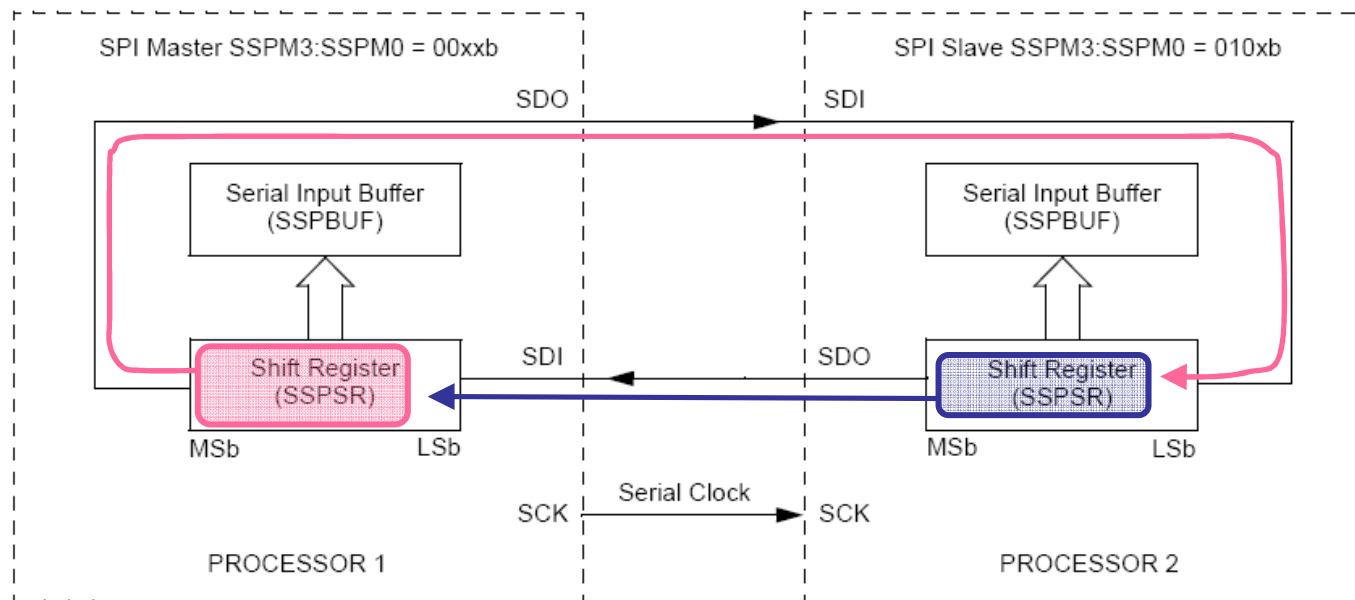 SPI Master SSPM3:SSPM0 = 00xxb
SPI Slave SSPM3:SSPM0 = 010xb
SDO
SDI
Serial Input Buffer
(SSPBUF)
Serial Input Buffer
(SSPBUF)
Shift Register
(SSPSR)
SDI
SDO
Shift Register
(SSPSR)
MSb
LSb
MSb
LSb
Serial Clock
SCK
SCK
PROCESSOR 1
PROCESSOR 2